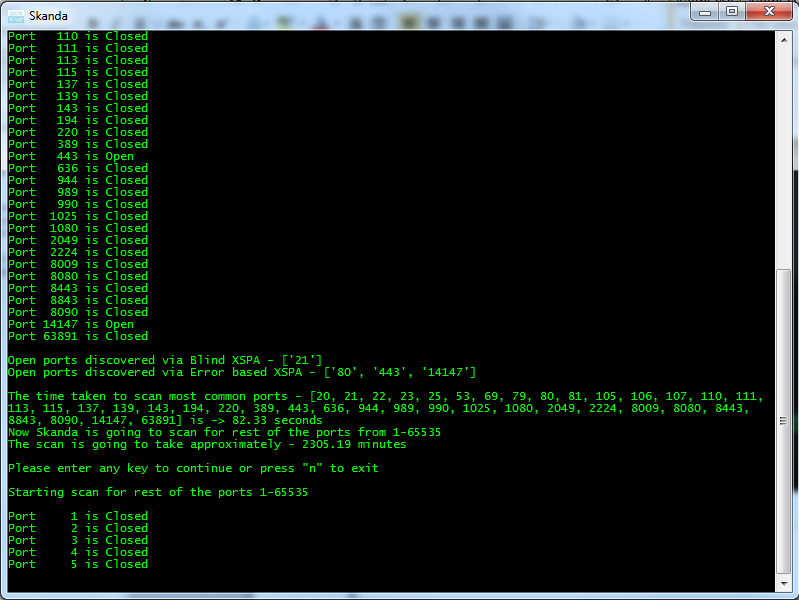 Skanda
Port   110 is Closed
Port   111 is Closed
Port   113 is Closed
Port   115 is Closed
Port   137 is Closed
Port   139 is Closed
Port   143 is Closed
Port   194 is Closed
Port   220 is Closed
Port   389 is Closed
Port   443 is Open
Port   636 is Closed
Port   944 is Closed
Port   989 is Closed
Port   990 is Closed
Port  1025 is Closed
Port  1080 is Closed
Port  2049 is Closed
Port  2224 is Closed
Port  8009 is Closed
Port  8080 is Closed
Port  8443 is Closed
Port  8843 is Closed
Port  8090 is Closed
Port 14147 is Open
Port 63891 is Closed
Open ports discovered via Blind XSPA - ['21']
Open ports discovered via Error based XSPA - ['80', '443', '14147']
The time taken to scan most common ports - [20, 21, 22, 23, 25, 53, 69, 79, 80, 81, 105, 106, 107, 110, 111,
113, 115, 137, 139, 143, 194, 220, 389, 443, 636, 944, 989, 990, 1025, 1080, 2049, 2224, 8009, 8080, 8443,
8843, 8090, 14147, 63891] is -> 82.33 seconds
Now Skanda is going to scan for rest of the ports from 1-65535
The scan is going to take approximately - 2305.19 minutes
Please enter any key to continue or press "n" to exit
Starting scan for rest of the ports 1-65535
Port     1 is Closed
Port     2 is Closed
Port     3 is Closed
Port     4 is Closed
Port     5 is Closed